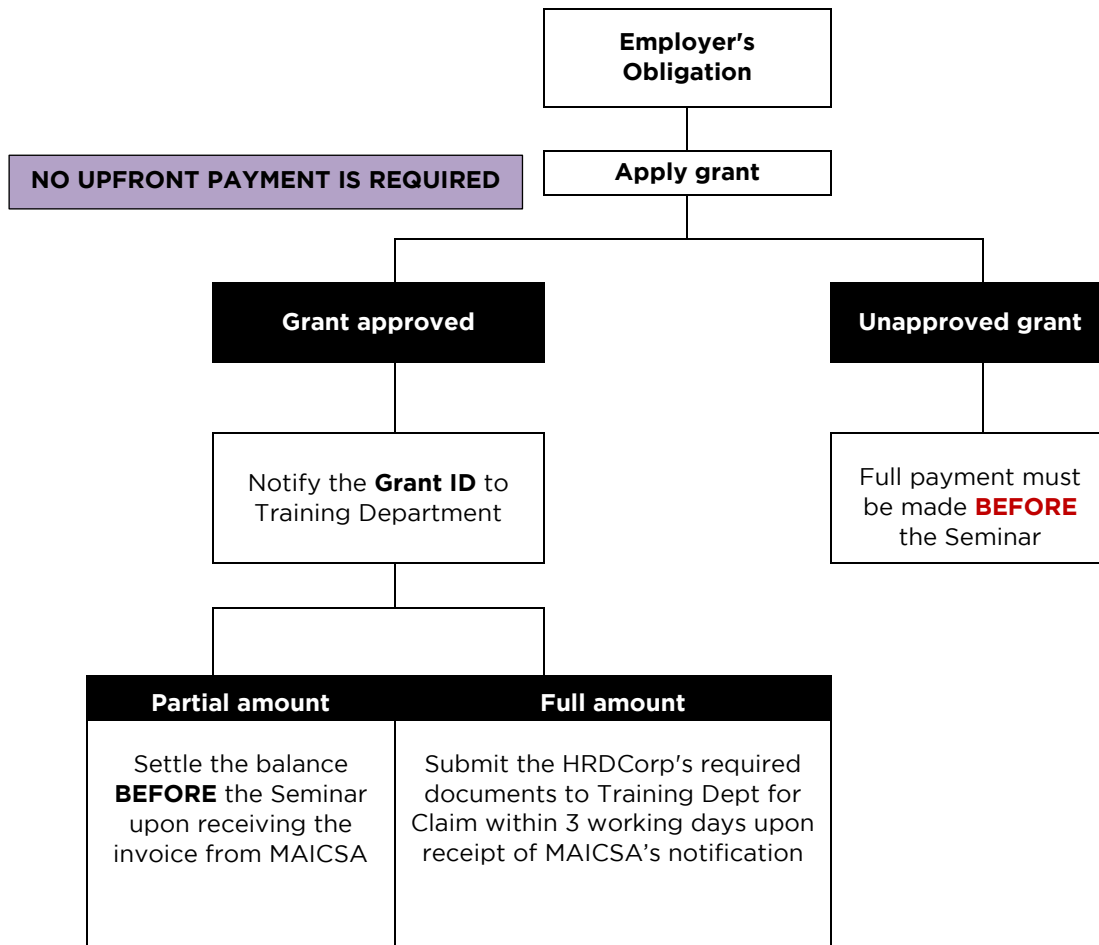 Employer's
Obligation
NO UPFRONT PAYMENT IS REQUIRED
Apply grant
Grant approved
Unapproved grant
Notify the Grant ID to
Training Department
Full payment must
be made BEFORE
the Seminar
Partial amount
Full amount
Settle the balance
BEFORE the Seminar
upon receiving the
invoice from MAICSA
Submit the HRDCorp's required
documents to Training Dept for
Claim within 3 working days upon
receipt of MAICSA’s notification